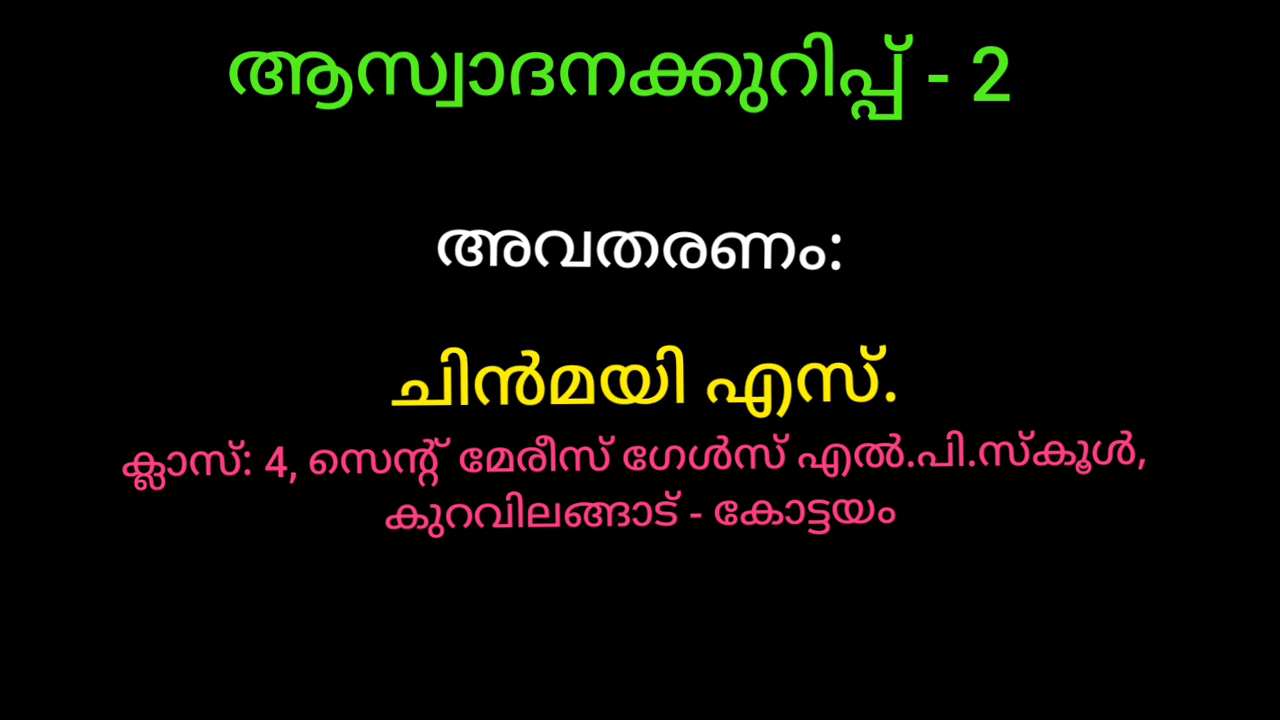 ആസ്വാദനക്കുറിപ്പ് - 2
അവതരണം:
ചിൻമയി എസ്.
ക്ലാസ്: 4, സെന്റ് മേരീസ് ഗേൾസ് എൽ.പി.സ്കൂൾ,
കുറവിലങ്ങാട് - കോട്ടയം